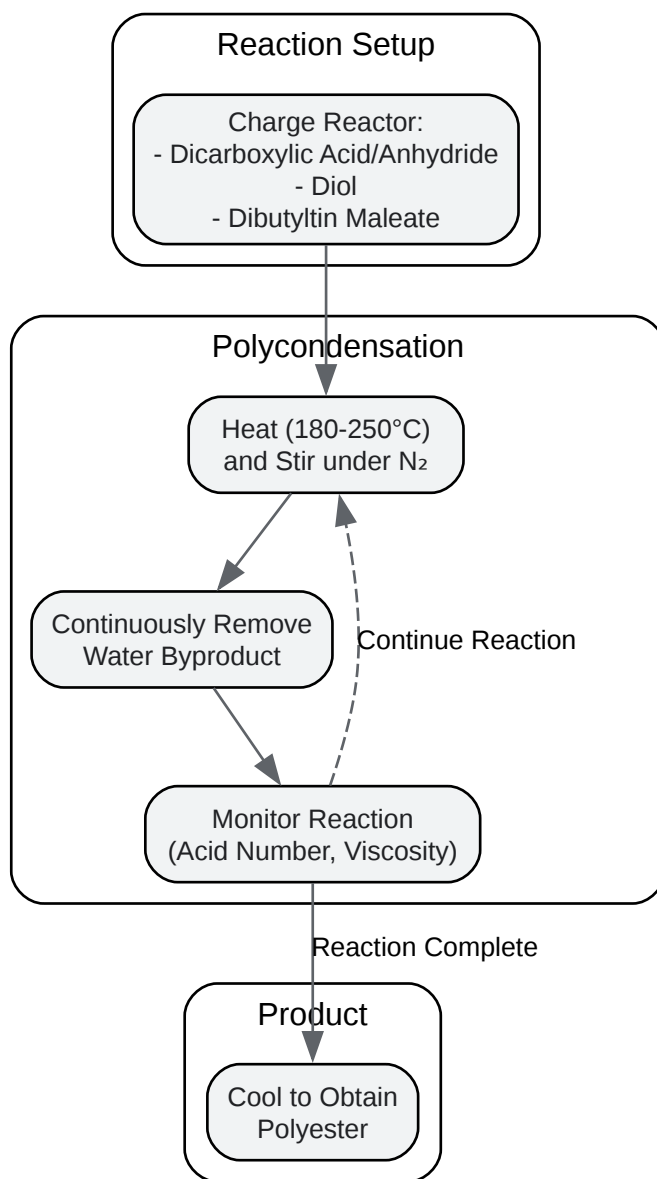 Reaction Setup
Charge Reactor:
- Dicarboxylic Acid/Anhydride
- Diol
- Dibutyltin Maleate
Polycondensation
Heat (180-250°C)
and Stir under N₂
Continuously Remove
Water Byproduct
Continue Reaction
Monitor Reaction
(Acid Number, Viscosity)
Reaction Complete
Product
Cool to Obtain
Polyester